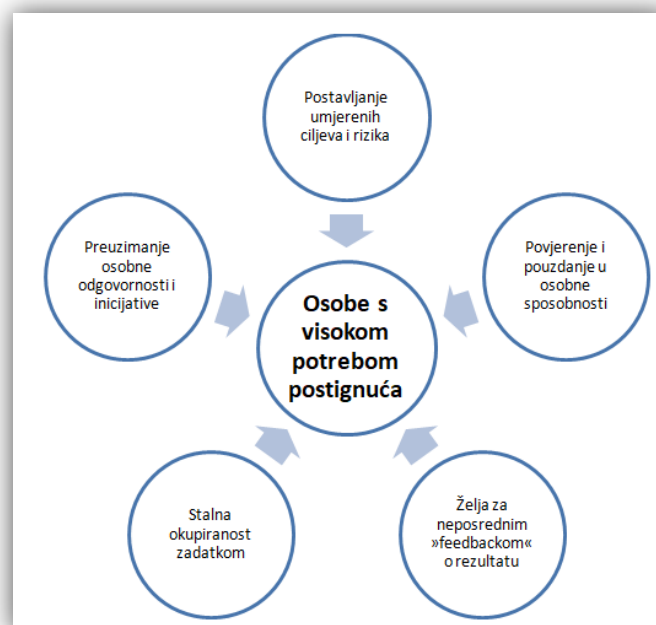 Postavljanje
umjerenih
ciljeva i rizika
Preuzimanje
osobne
odgovornosti i
inicijative
Povjerenje i
pouzdanje u
osobne
sposobnosti
Osobe s
visokom
potrebom
postignuća
Stalna
okupiranost
zadatkom
Želja za
neposrednim
»feedbackom«
o rezultatu